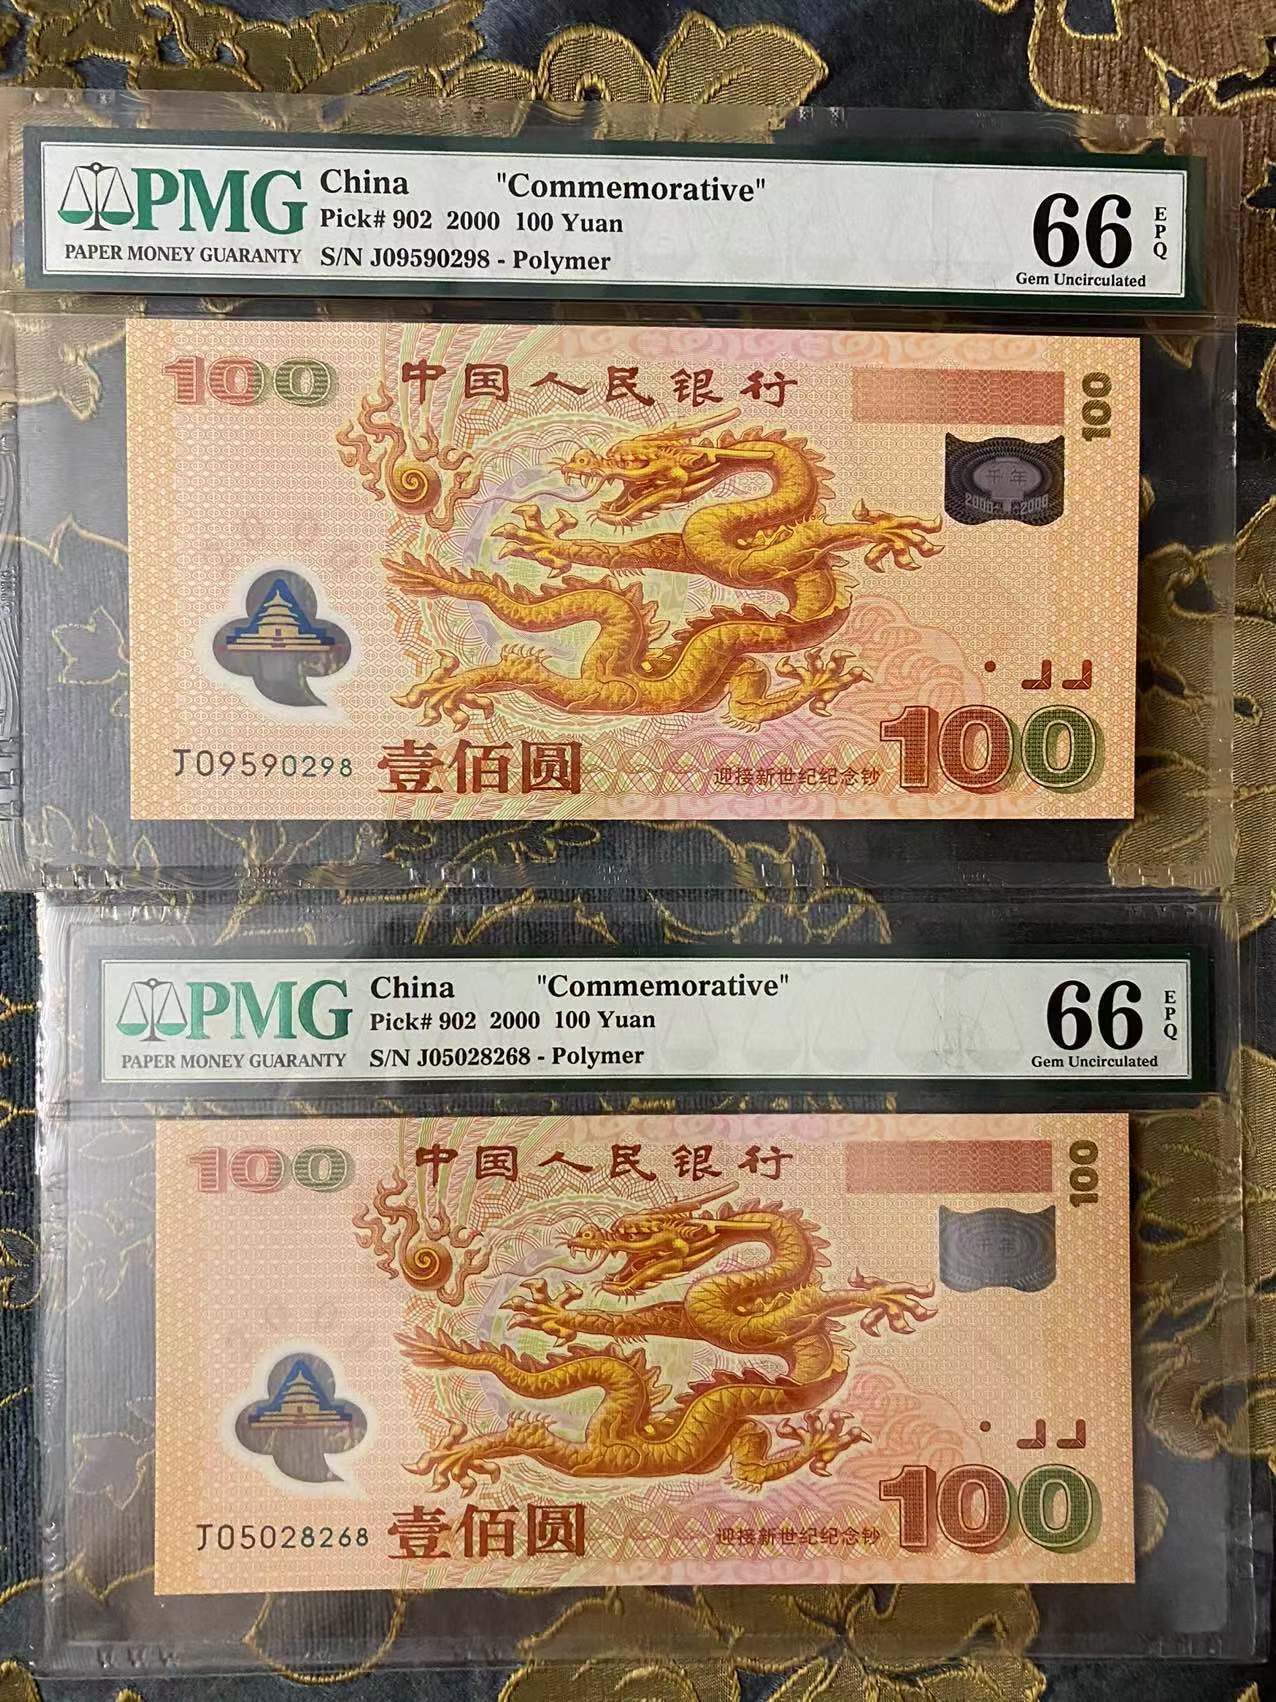 PMG
PAPER MONEY GUARANTY
China "Commemorative"
Pick# 902 2000 100 Yuan
S/N J09590298 - Polymer
66
EPQ
Gem Uncirculated
100 中国人民银行 100
千年
2000 2000
J09590298 壹佰圆 迎接新世纪纪念钞 100
PMG
PAPER MONEY GUARANTY
China "Commemorative"
Pick# 902 2000 100 Yuan
S/N J05028268 - Polymer
66
EPQ
Gem Uncirculated
100 中国人民银行 100
千年
J05028268 壹佰圆 迎接新世纪纪念钞 100